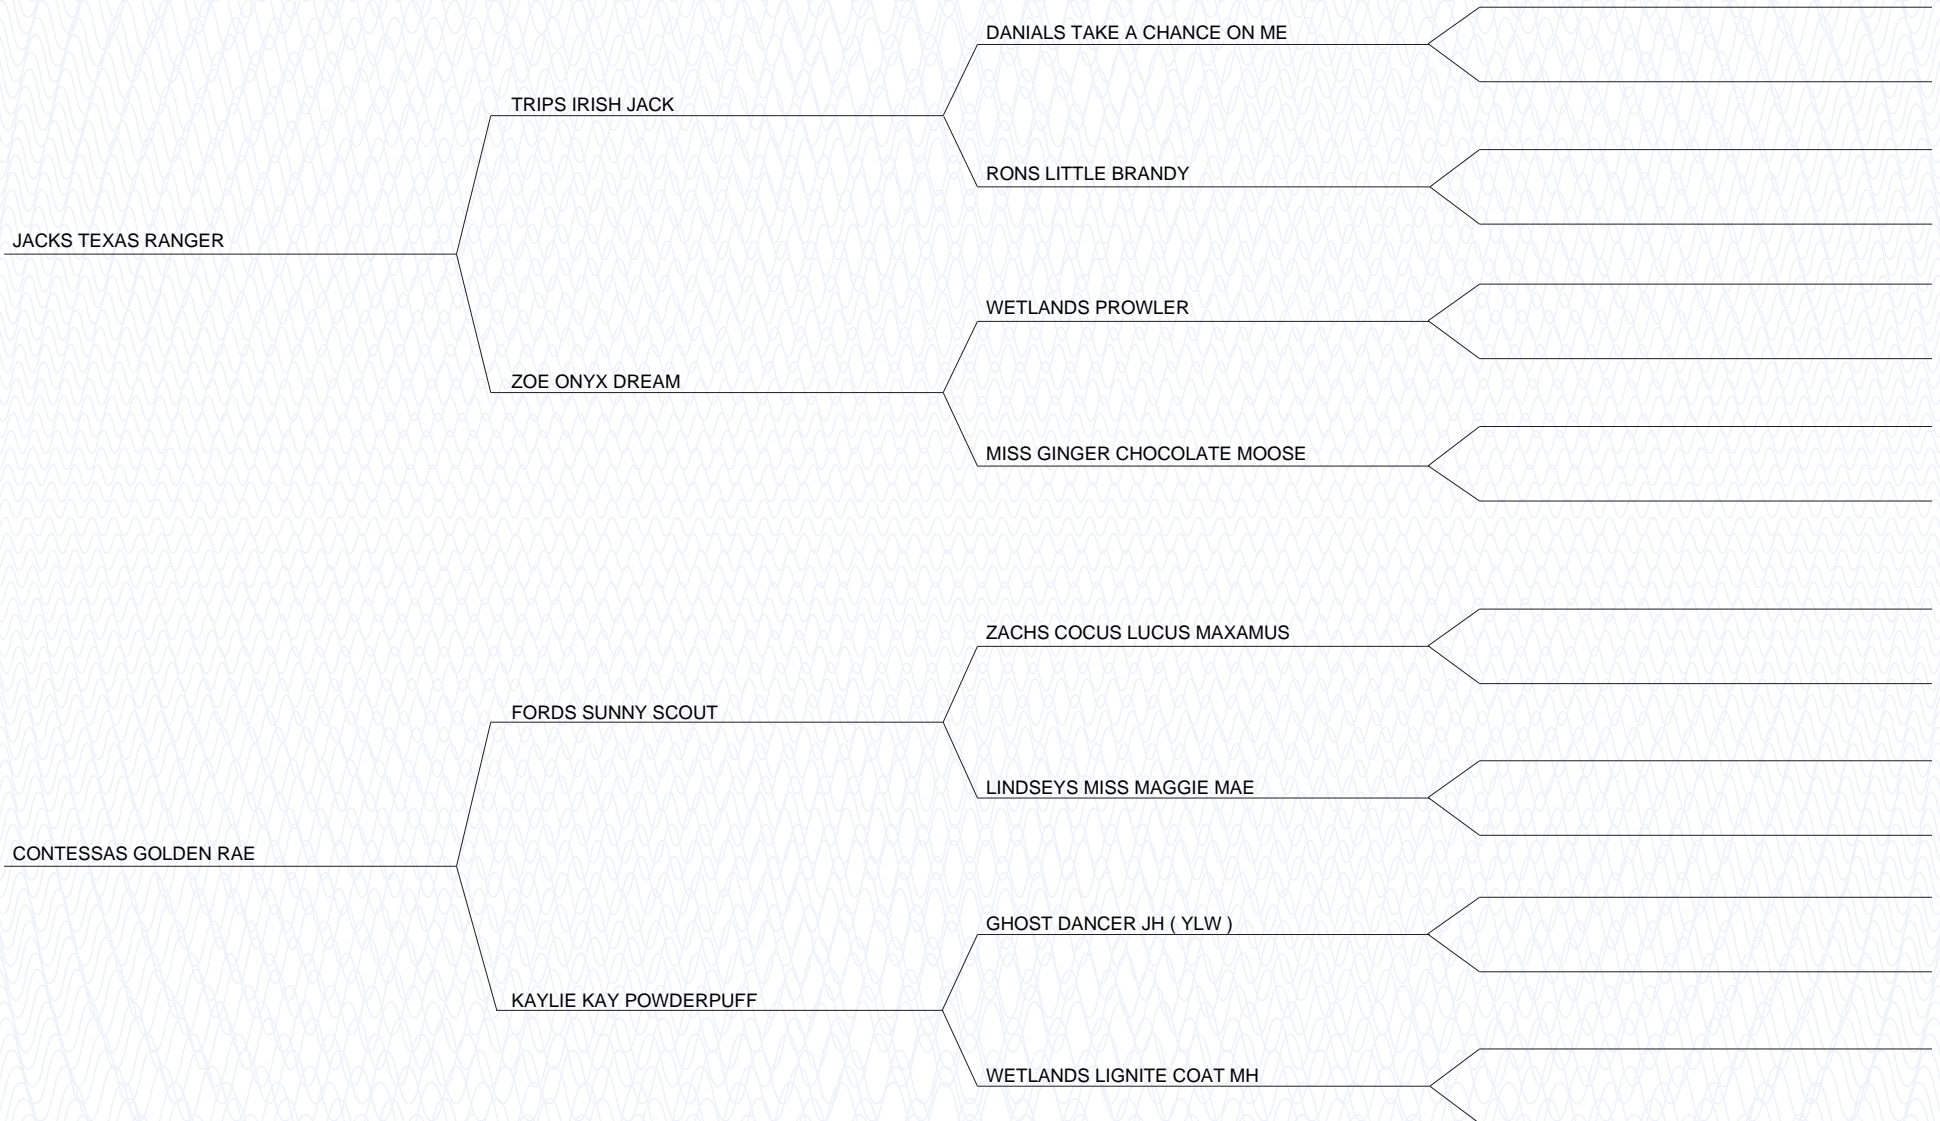 DANIALS TAKE A CHANCE ON ME
TRIPS IRISH JACK
RONS LITTLE BRANDY
JACKS TEXAS RANGER
WETLANDS PROWLER
ZOE ONYX DREAM
MISS GINGER CHOCOLATE MOOSE
ZACHS COCUS LUCUS MAXAMUS
FORDS SUNNY SCOUT
LINDSEYS MISS MAGGIE MAE
CONTESSAS GOLDEN RAE
GHOST DANCER JH ( YLW )
KAYLIE KAY POWDERPUFF
WETLANDS LIGNITE COAT MH